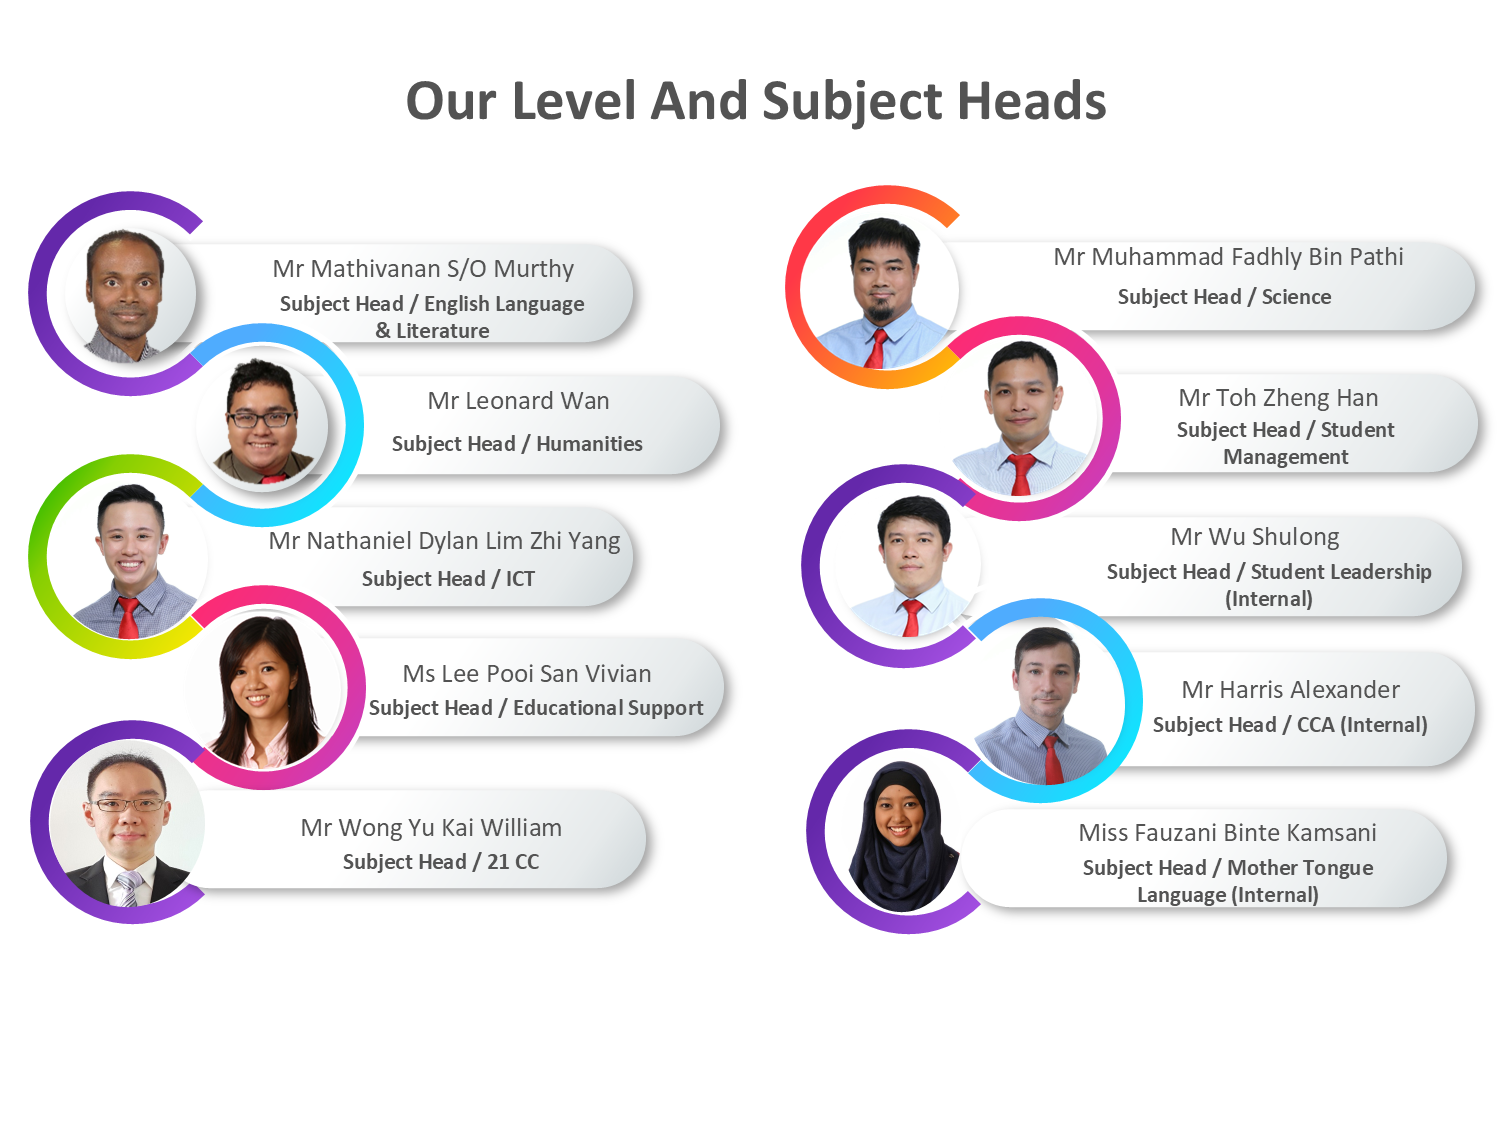 Our Level And Subject Heads
Mr Mathivanan S/O Murthy
Subject Head / English Language
& Literature
Mr Leonard Wan
Subject Head / Humanities
Mr Nathaniel Dylan Lim Zhi Yang
Subject Head / ICT
Ms Lee Pooi San Vivian
Subject Head / Educational Support
Mr Wong Yu Kai William
Subject Head / 21 CC
Mr Muhammad Fadhly Bin Pathi
Subject Head / Science
Mr Toh Zheng Han
Subject Head / Student
Management
Mr Wu Shulong
Subject Head / Student Leadership
(Internal)
Mr Harris Alexander
Subject Head / CCA (Internal)
Miss Fauzani Binte Kamsani
Subject Head / Mother Tongue
Language (Internal)